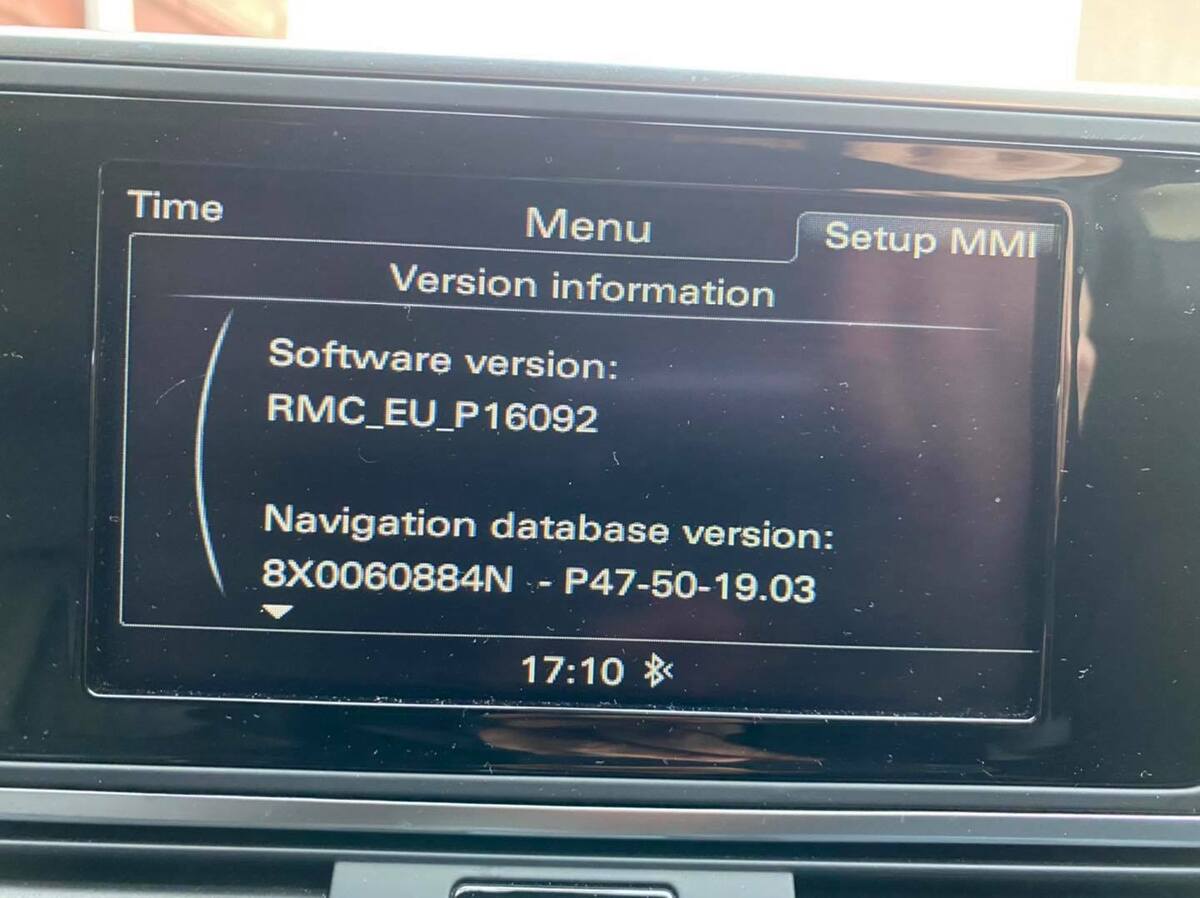 Time
Menu
Setup MMI
Version information
Software version:
RMC_EU_P16092
Navigation database version:
8X0060884N - P47-50-19.03
17:10